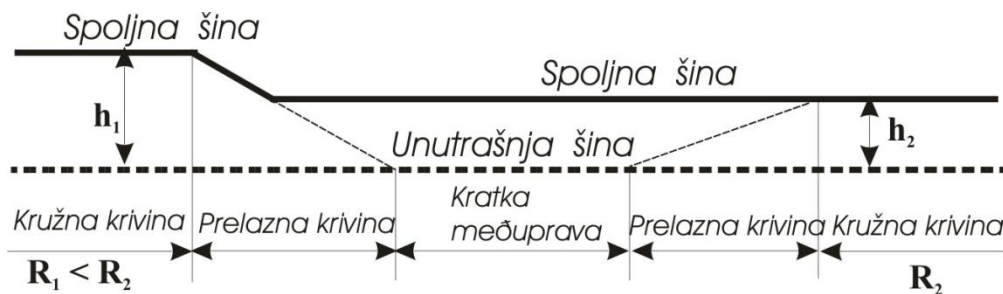 Spoljna šina
Spoljna šina
h₁
h₂
Unutrašnja šina
Kružna krivina
Prelazna krivina
Kratka
međuprava
Prelazna krivina
Kružna krivina
R₁ < R₂
R₂